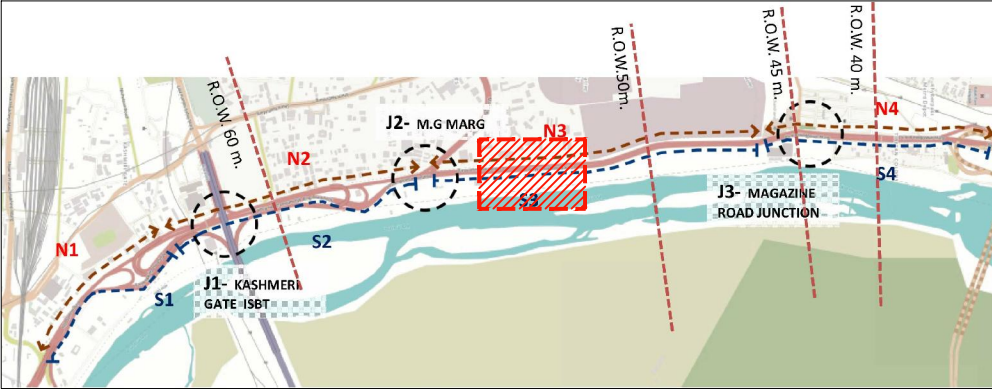 R.O.W. 60 m.
R.O.W.50m.
R.O.W. 45 m.
R.O.W. 40 m.
J2- M.G MARG
N1
N2
N3
N4
S1
S2
S3
S4
J1- KASHMERI
GATE ISBT
J3- MAGAZINE
ROAD JUNCTION